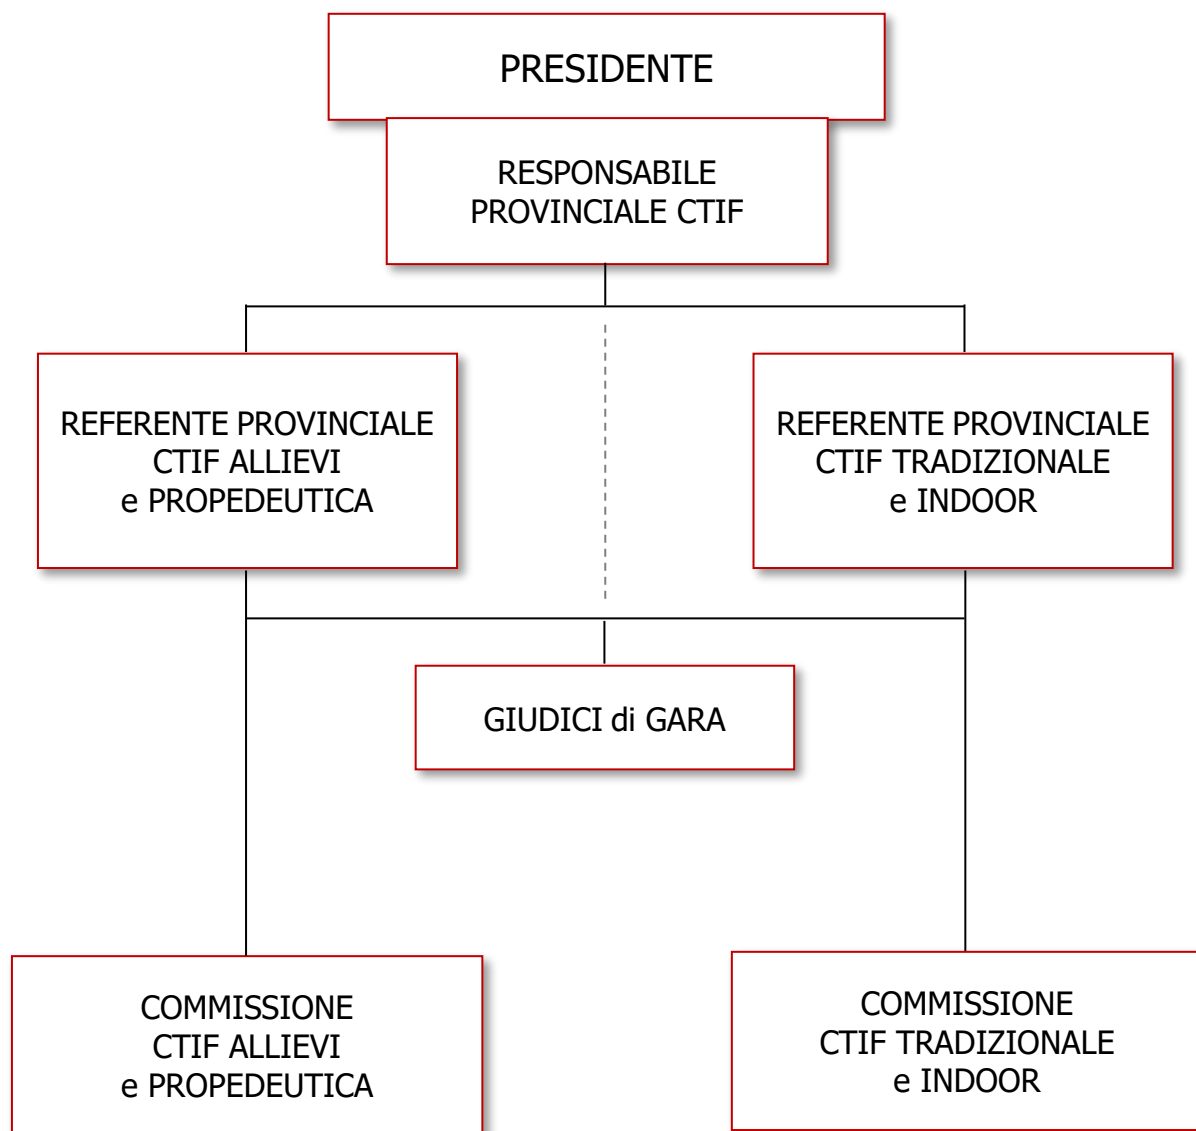 PRESIDENTE
RESPONSABILE
PROVINCIALE CTIF
REFERENTE PROVINCIALE
CTIF ALLIEVI
e PROPEDEUTICA
REFERENTE PROVINCIALE
CTIF TRADIZIONALE
e INDOOR
GIUDICI di GARA
COMMISSIONE
CTIF ALLIEVI
e PROPEDEUTICA
COMMISSIONE
CTIF TRADIZIONALE
e INDOOR